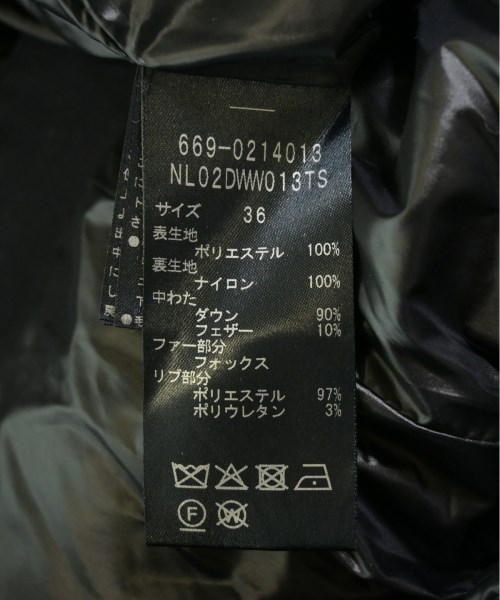 669-0214013
NL02DWW013TS
サイズ 36
表生地
ポリエステル 100%
裏生地
ナイロン 100%
中わた
ダウン 90%
フェザー 10%
ファー部分
フォックス
リブ部分
ポリエステル 97%
ポリウレタン 3%
F W